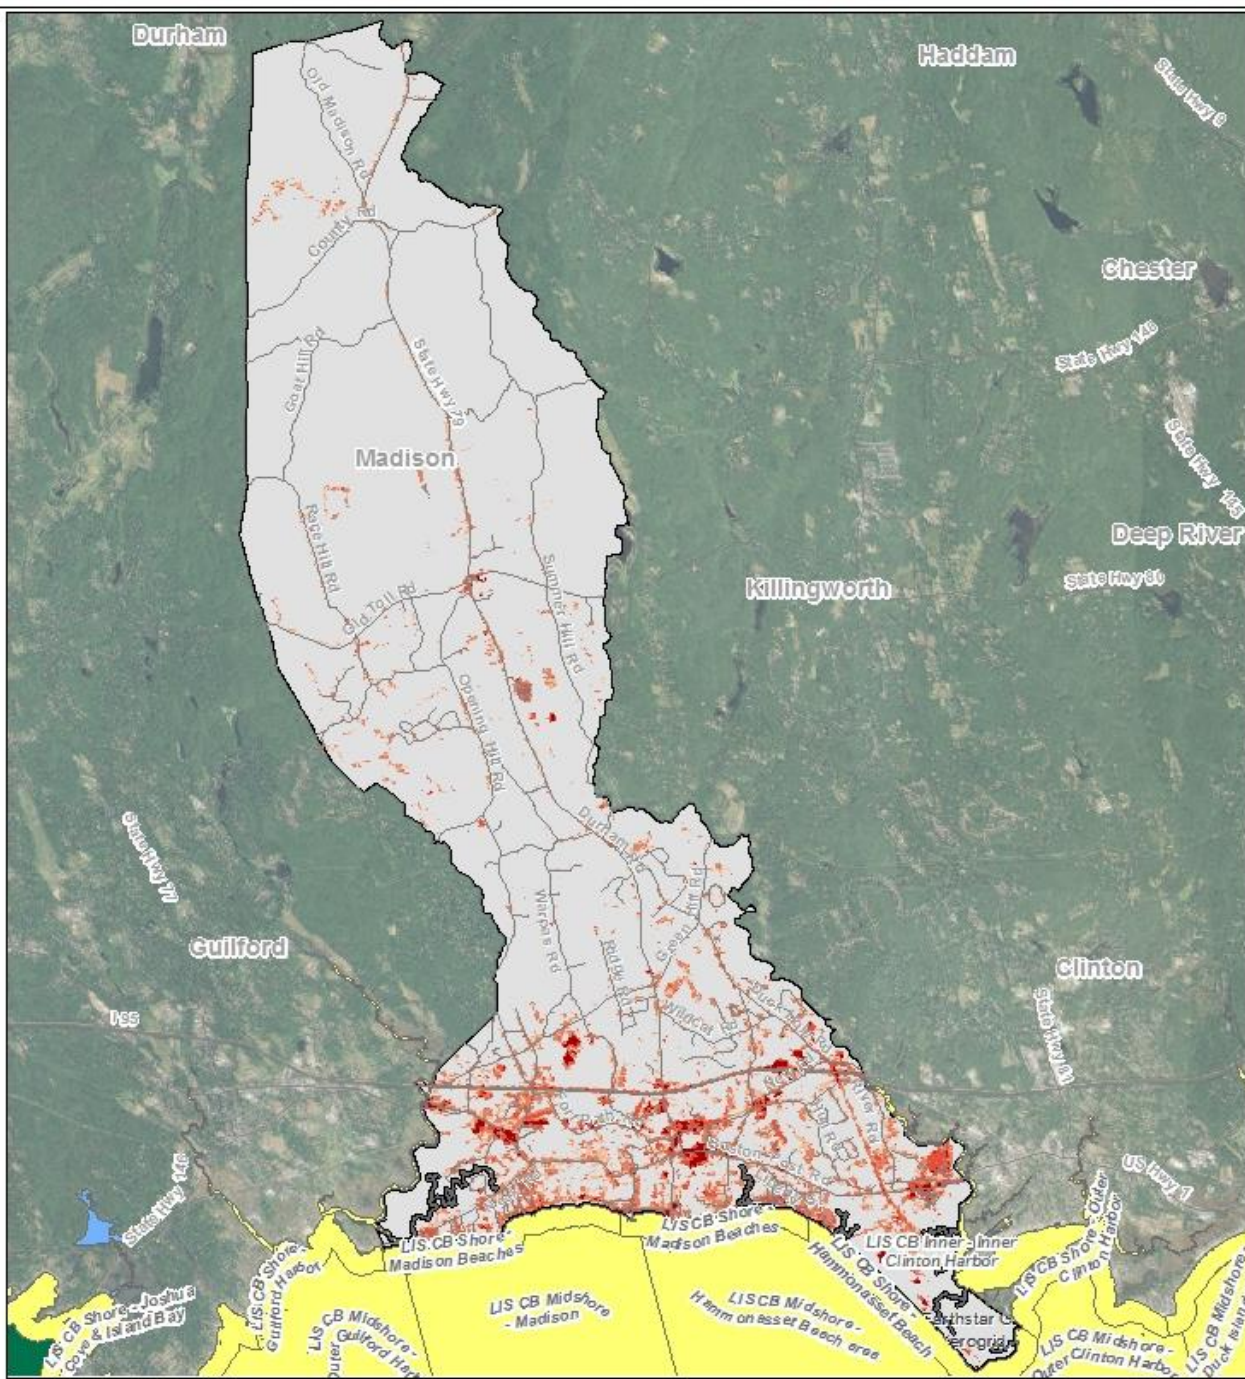 Durham
Haddam
State Hwy 9
Old Madison Rd
County Rd
Chester
State Hwy 148
Goat Hill Rd
State Hwy 79
Madison
State Hwy 145
Race Hill Rd
Deep River
Summer Hill Rd
Killingworth
State Hwy 80
Old Toll Rd
Opening Hill Rd
Durham Rd
State Hwy 77
Green Hill Rd
Warpas Rd
Guilford
Ridge Rd
Clinton
Wildcat Rd
I-95
State Hwy 81
River Rd
Boston Post Rd
US Hwy 1
State Hwy 146
LIS CB Shore -
Madison Beaches
LIS CB Shore -
Madison Beaches
LIS CB Inner - Inner
Clinton Harbor
LIS CB Shore - Outer
Clinton Harbor
LIS CB Shore -
Guilford Harbor
LIS CB Shore -
Hammonasset Beach
LIS CB Shore - Joshua
Cove & Island Bay
LIS CB Midshore -
Outer Guilford Harb
LIS CB Midshore
- Madison
LIS CB Midshore -
Hammonasset Beach area
LIS CB Midshore -
Outer Clinton Harbor
LIS CB Midshore
Duck Island